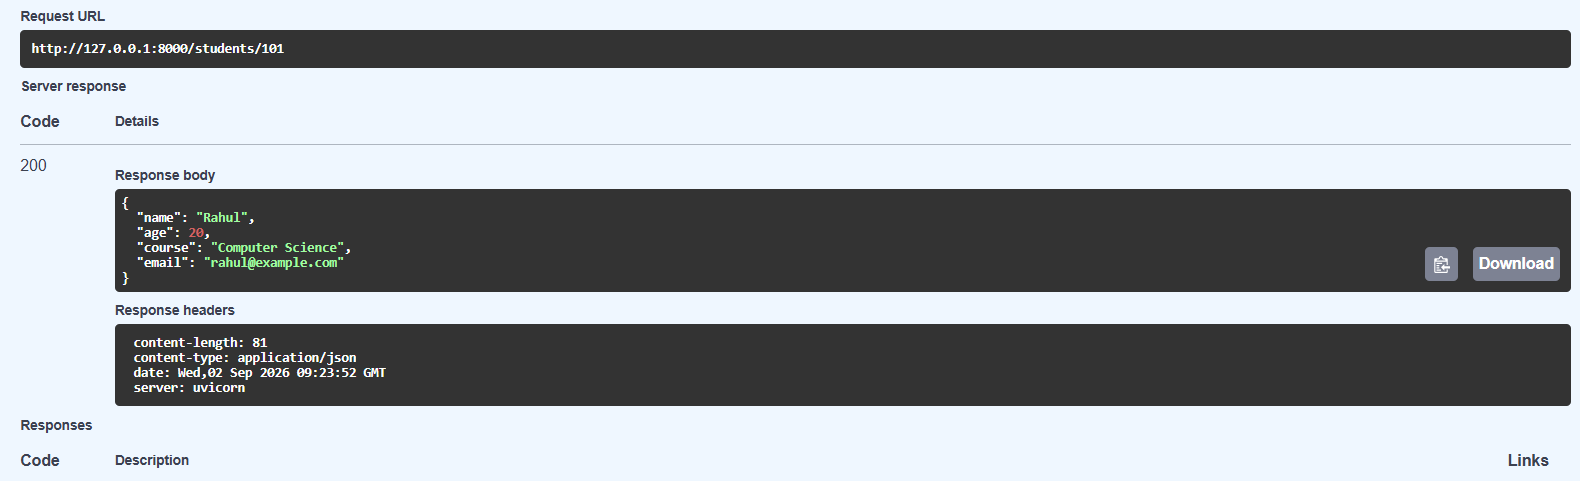 Request URL
http://127.0.0.1:8000/students/101
Server response
Code Details
200
Response body
{
  "name": "Rahul",
  "age": 20,
  "course": "Computer Science",
  "email": "rahul@example.com"
}
Download
Response headers
content-length: 81
content-type: application/json
date: Wed,02 Sep 2026 09:23:52 GMT
server: uvicorn
Responses
Code Description Links